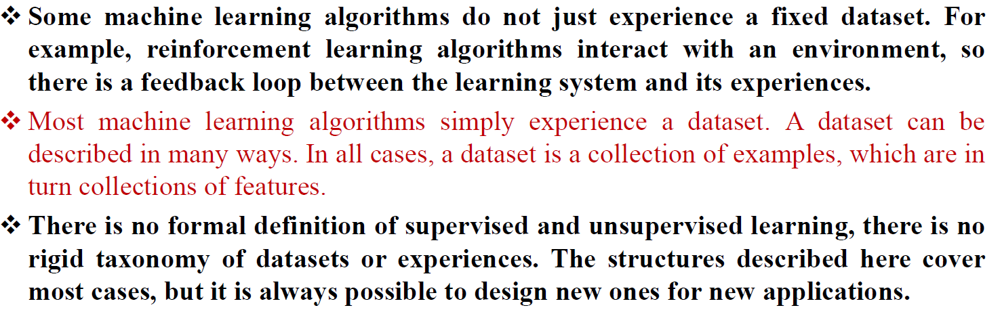 ❖ Some machine learning algorithms do not just experience a fixed dataset. For
example, reinforcement learning algorithms interact with an environment, so
there is a feedback loop between the learning system and its experiences.
❖ Most machine learning algorithms simply experience a dataset. A dataset can be
described in many ways. In all cases, a dataset is a collection of examples, which are in
turn collections of features.
❖ There is no formal definition of supervised and unsupervised learning, there is no
rigid taxonomy of datasets or experiences. The structures described here cover
most cases, but it is always possible to design new ones for new applications.